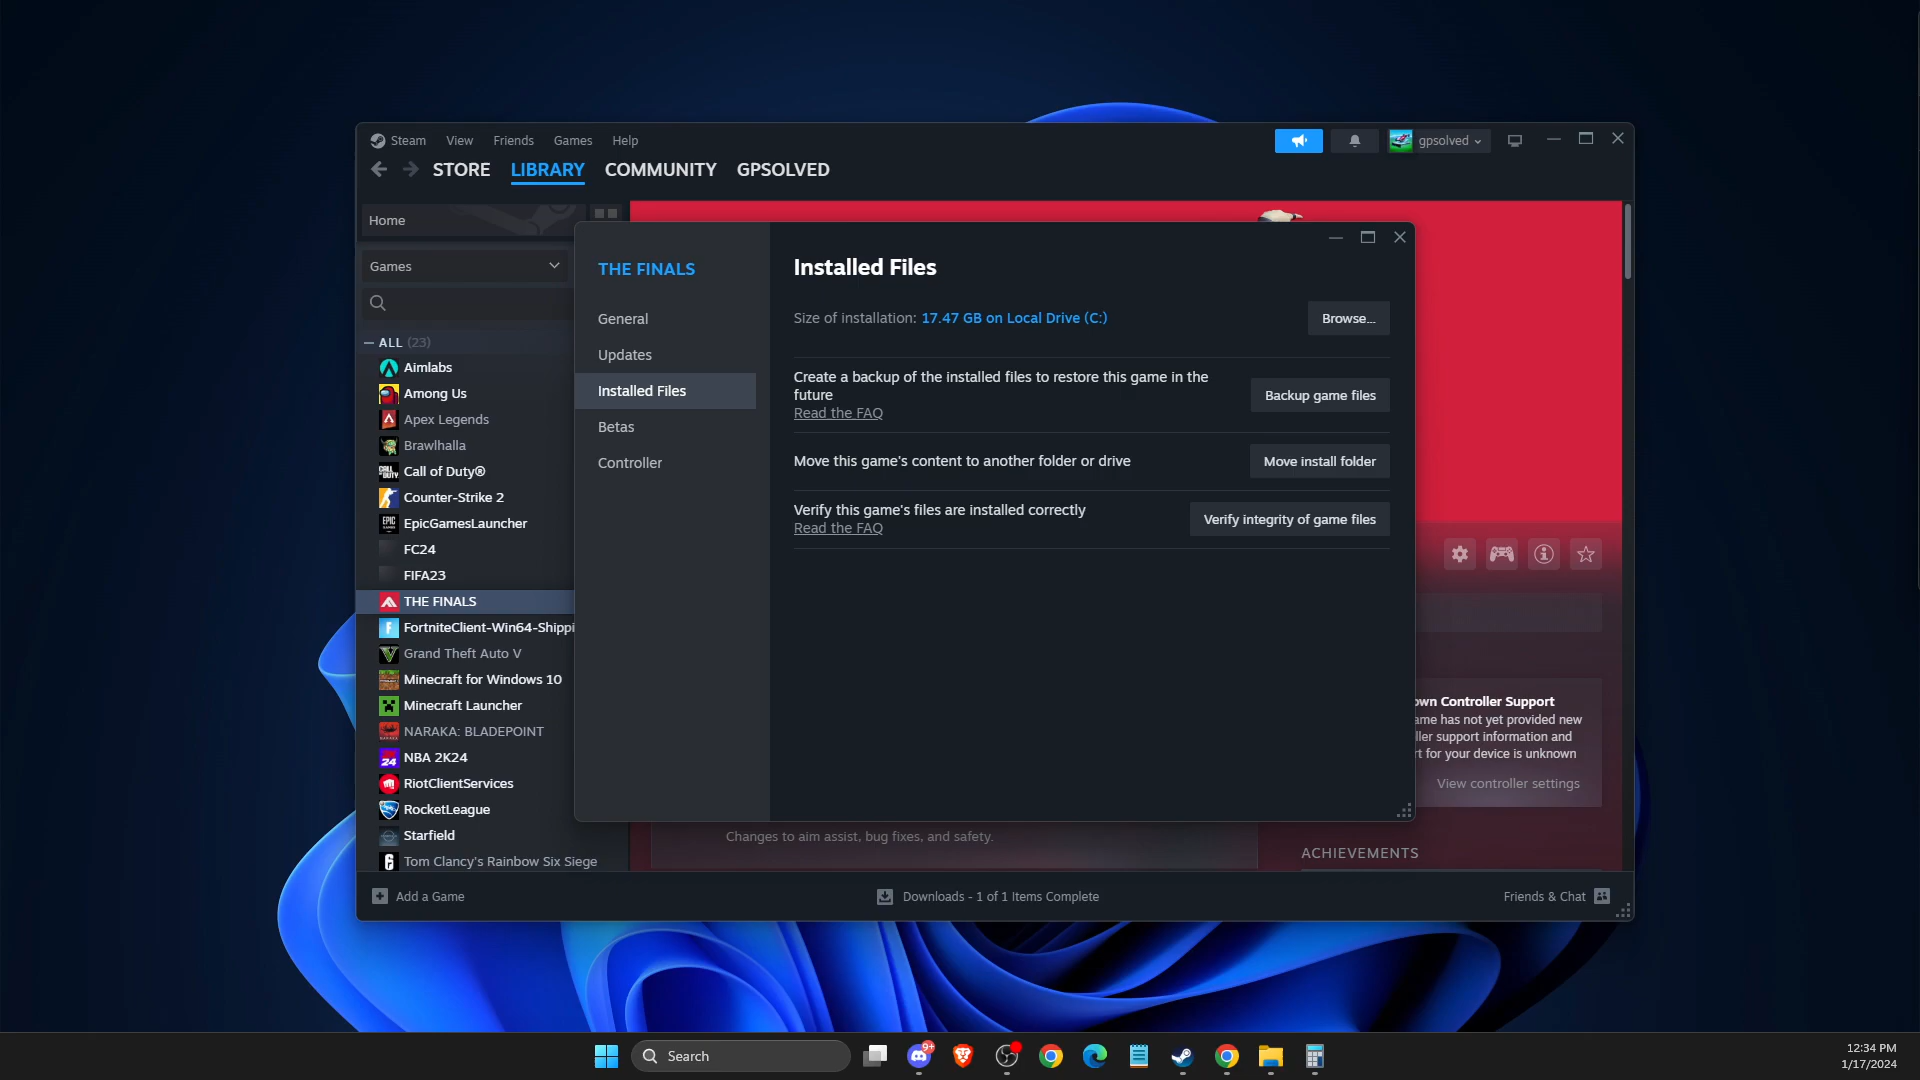 Steam View Friends Games Help
gpsolved
STORE LIBRARY COMMUNITY GPSOLVED
Home
Games
ALL (23)
Aimlabs
Among Us
Apex Legends
Brawlhalla
Call of Duty®
Counter-Strike 2
EpicGamesLauncher
FC24
FIFA23
THE FINALS
FortniteClient-Win64-Shippi
Grand Theft Auto V
Minecraft for Windows 10
Minecraft Launcher
NARAKA: BLADEPOINT
NBA 2K24
RiotClientServices
RocketLeague
Starfield
Tom Clancy's Rainbow Six Siege
THE FINALS
General
Updates
Installed Files
Betas
Controller
Installed Files
Size of installation: 17.47 GB on Local Drive (C:)
Browse...
Create a backup of the installed files to restore this game in the
future
Read the FAQ
Backup game files
Move this game's content to another folder or drive
Move install folder
Verify this game's files are installed correctly
Read the FAQ
Verify integrity of game files
own Controller Support
ame has not yet provided new
ller support information and
rt for your device is unknown
View controller settings
Changes to aim assist, bug fixes, and safety.
ACHIEVEMENTS
Add a Game
Downloads - 1 of 1 Items Complete
Friends & Chat
Search
9+
12:34 PM
1/17/2024